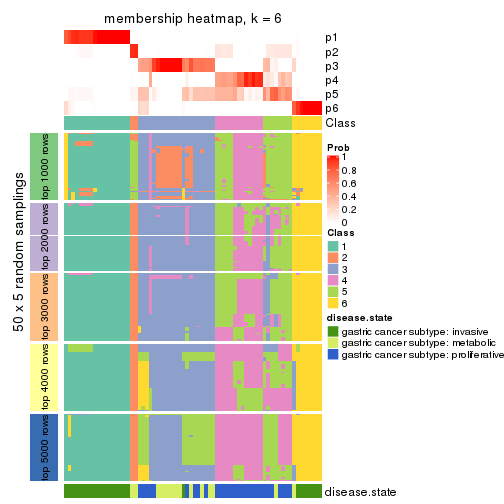 membership heatmap, k = 6
p1
p2
p3
p4
p5
p6
Class
50 x 5 random samplings
top 1000 rows
top 2000 rows
top 3000 rows
top 4000 rows
top 5000 rows
Prob
1
0.8
0.6
0.4
0.2
0
Class
1
2
3
4
5
6
disease.state
gastric cancer subtype: invasive
gastric cancer subtype: metabolic
gastric cancer subtype: proliferative
disease.state